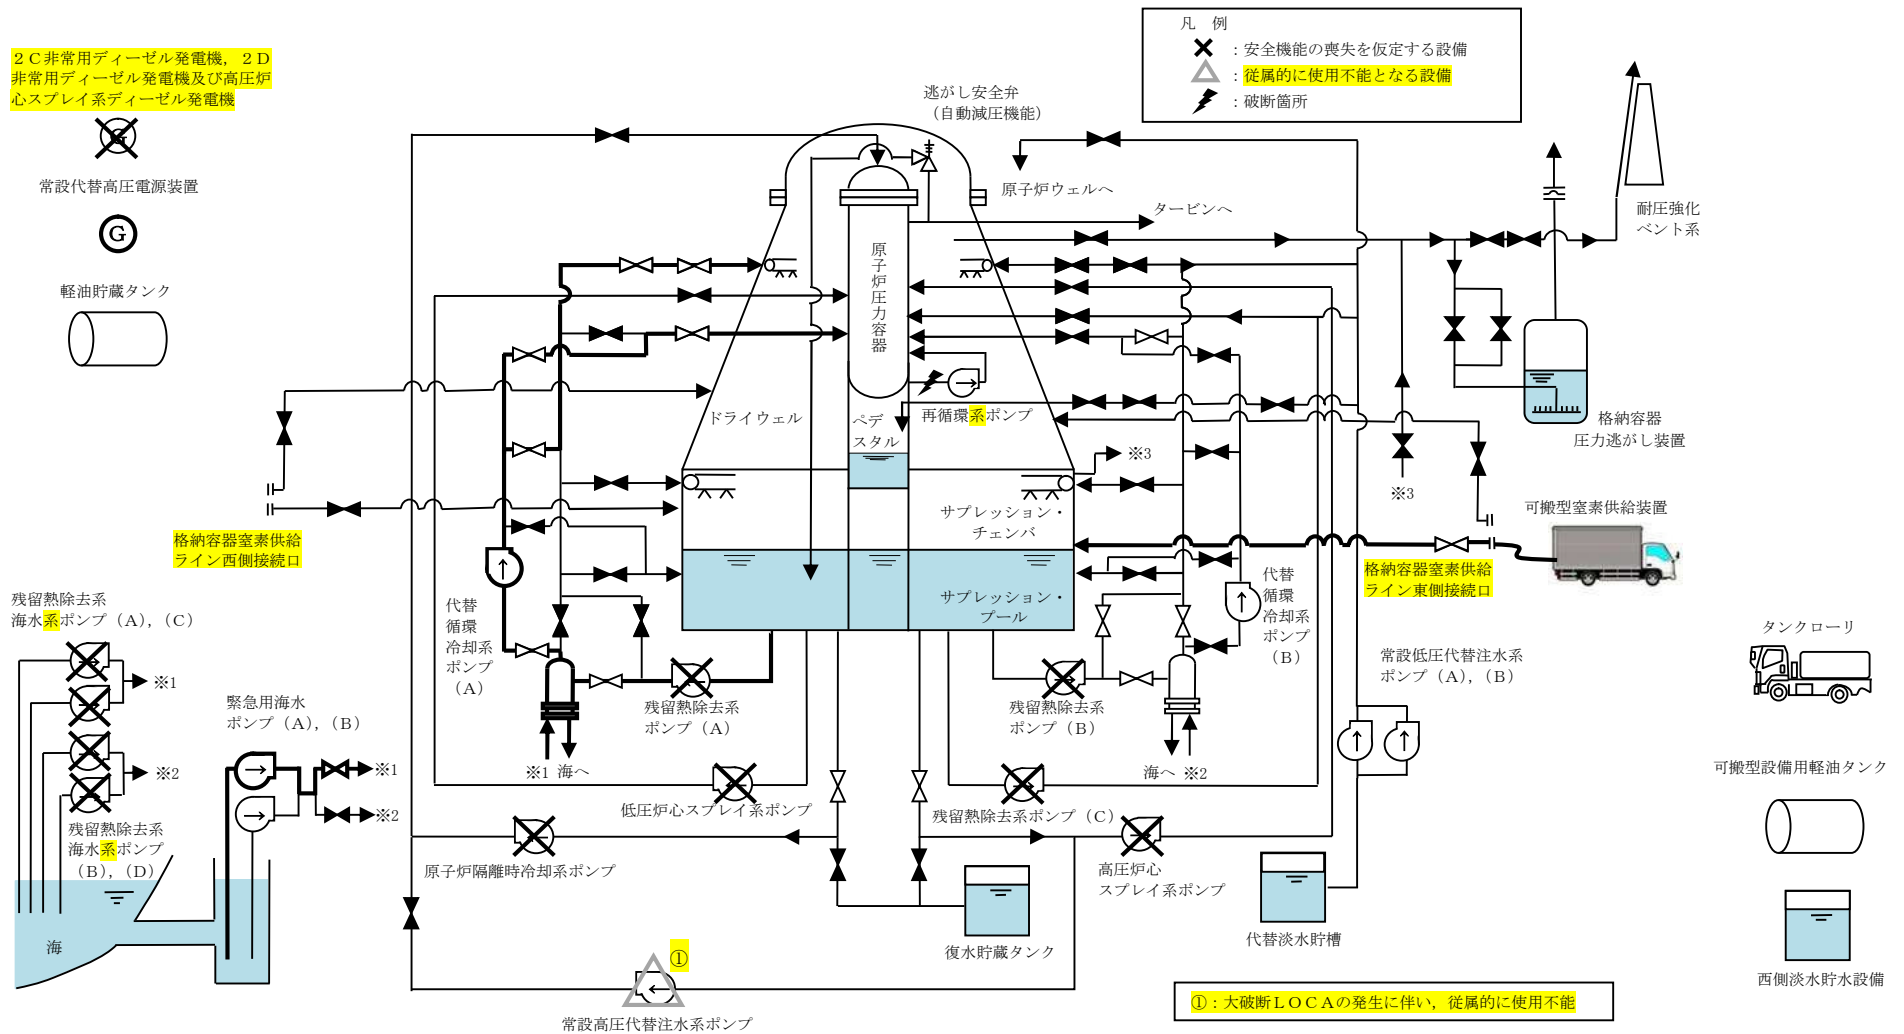 凡　例
：安全機能の喪失を仮定する設備
：従属的に使用不能となる設備
：破断箇所
２Ｃ非常用ディーゼル発電機，２Ｄ
非常用ディーゼル発電機及び高圧炉
心スプレイ系ディーゼル発電機
G
常設代替高圧電源装置
G
軽油貯蔵タンク
逃がし安全弁
（自動減圧機能）
原子炉ウェルへ
タービンへ
耐圧強化
ベント系
原子炉圧力容器
ドライウェル
ペデ
スタル
再循環系ポンプ
格納容器
圧力逃がし装置
※3
※3
サプレッション・
チェンバ
可搬型窒素供給装置
格納容器窒素供給
ライン西側接続口
格納容器窒素供給
ライン東側接続口
残留熱除去系
海水系ポンプ（Ａ），（Ｃ）
代替
循環
冷却系
ポンプ
（Ａ）
サプレッション・
プール
代替
循環
冷却系
ポンプ
（Ｂ）
タンクローリ
常設低圧代替注水系
ポンプ（Ａ），（Ｂ）
※1
緊急用海水
ポンプ（Ａ），（Ｂ）
残留熱除去系
ポンプ（Ａ）
残留熱除去系
ポンプ（Ｂ）
※2
※1
※2
※1 海へ
海へ ※2
可搬型設備用軽油タンク
低圧炉心スプレイ系ポンプ
残留熱除去系ポンプ（Ｃ）
残留熱除去系
海水系ポンプ
（Ｂ），（Ｄ）
原子炉隔離時冷却系ポンプ
高圧炉心
スプレイ系ポンプ
海
復水貯蔵タンク
代替淡水貯槽
①
西側淡水貯水設備
①：大破断ＬＯＣＡの発生に伴い，従属的に使用不能
常設高圧代替注水系ポンプ